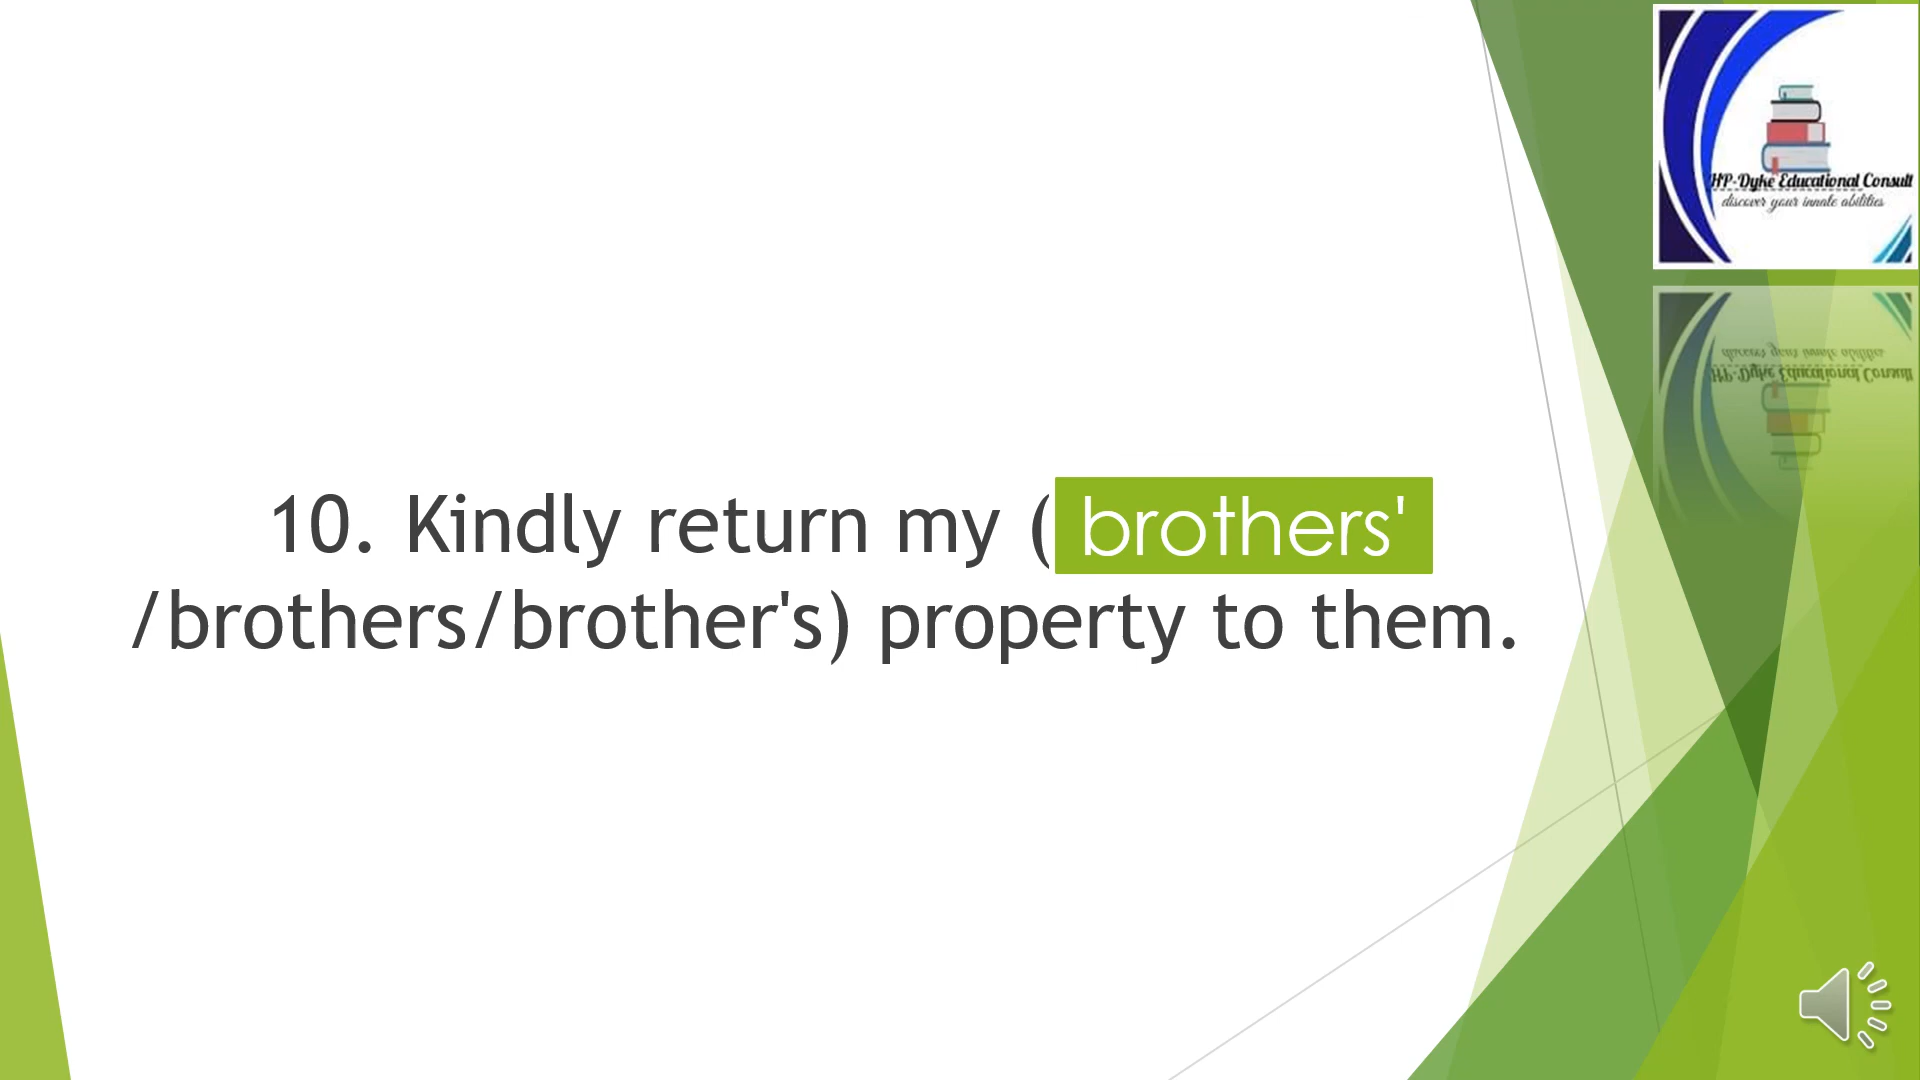 HP-Dyke Educational Consult
discover your innate abilities
10. Kindly return my ( brothers'
/brothers/brother's) property to them.